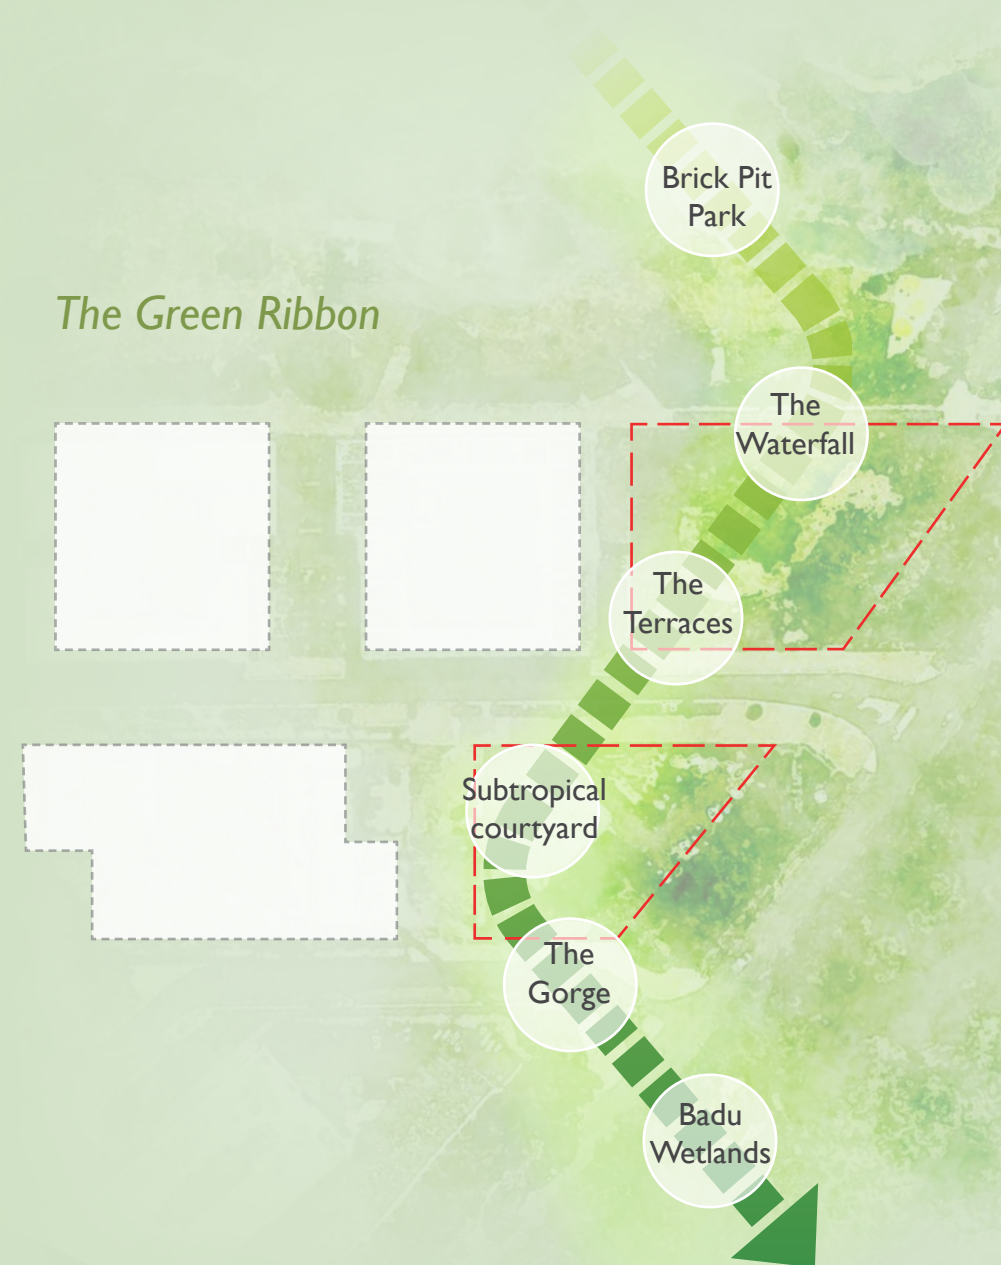 Brick Pit
Park
The Green Ribbon
The
Waterfall
The
Terraces
Subtropical
courtyard
The
Gorge
Badu
Wetlands